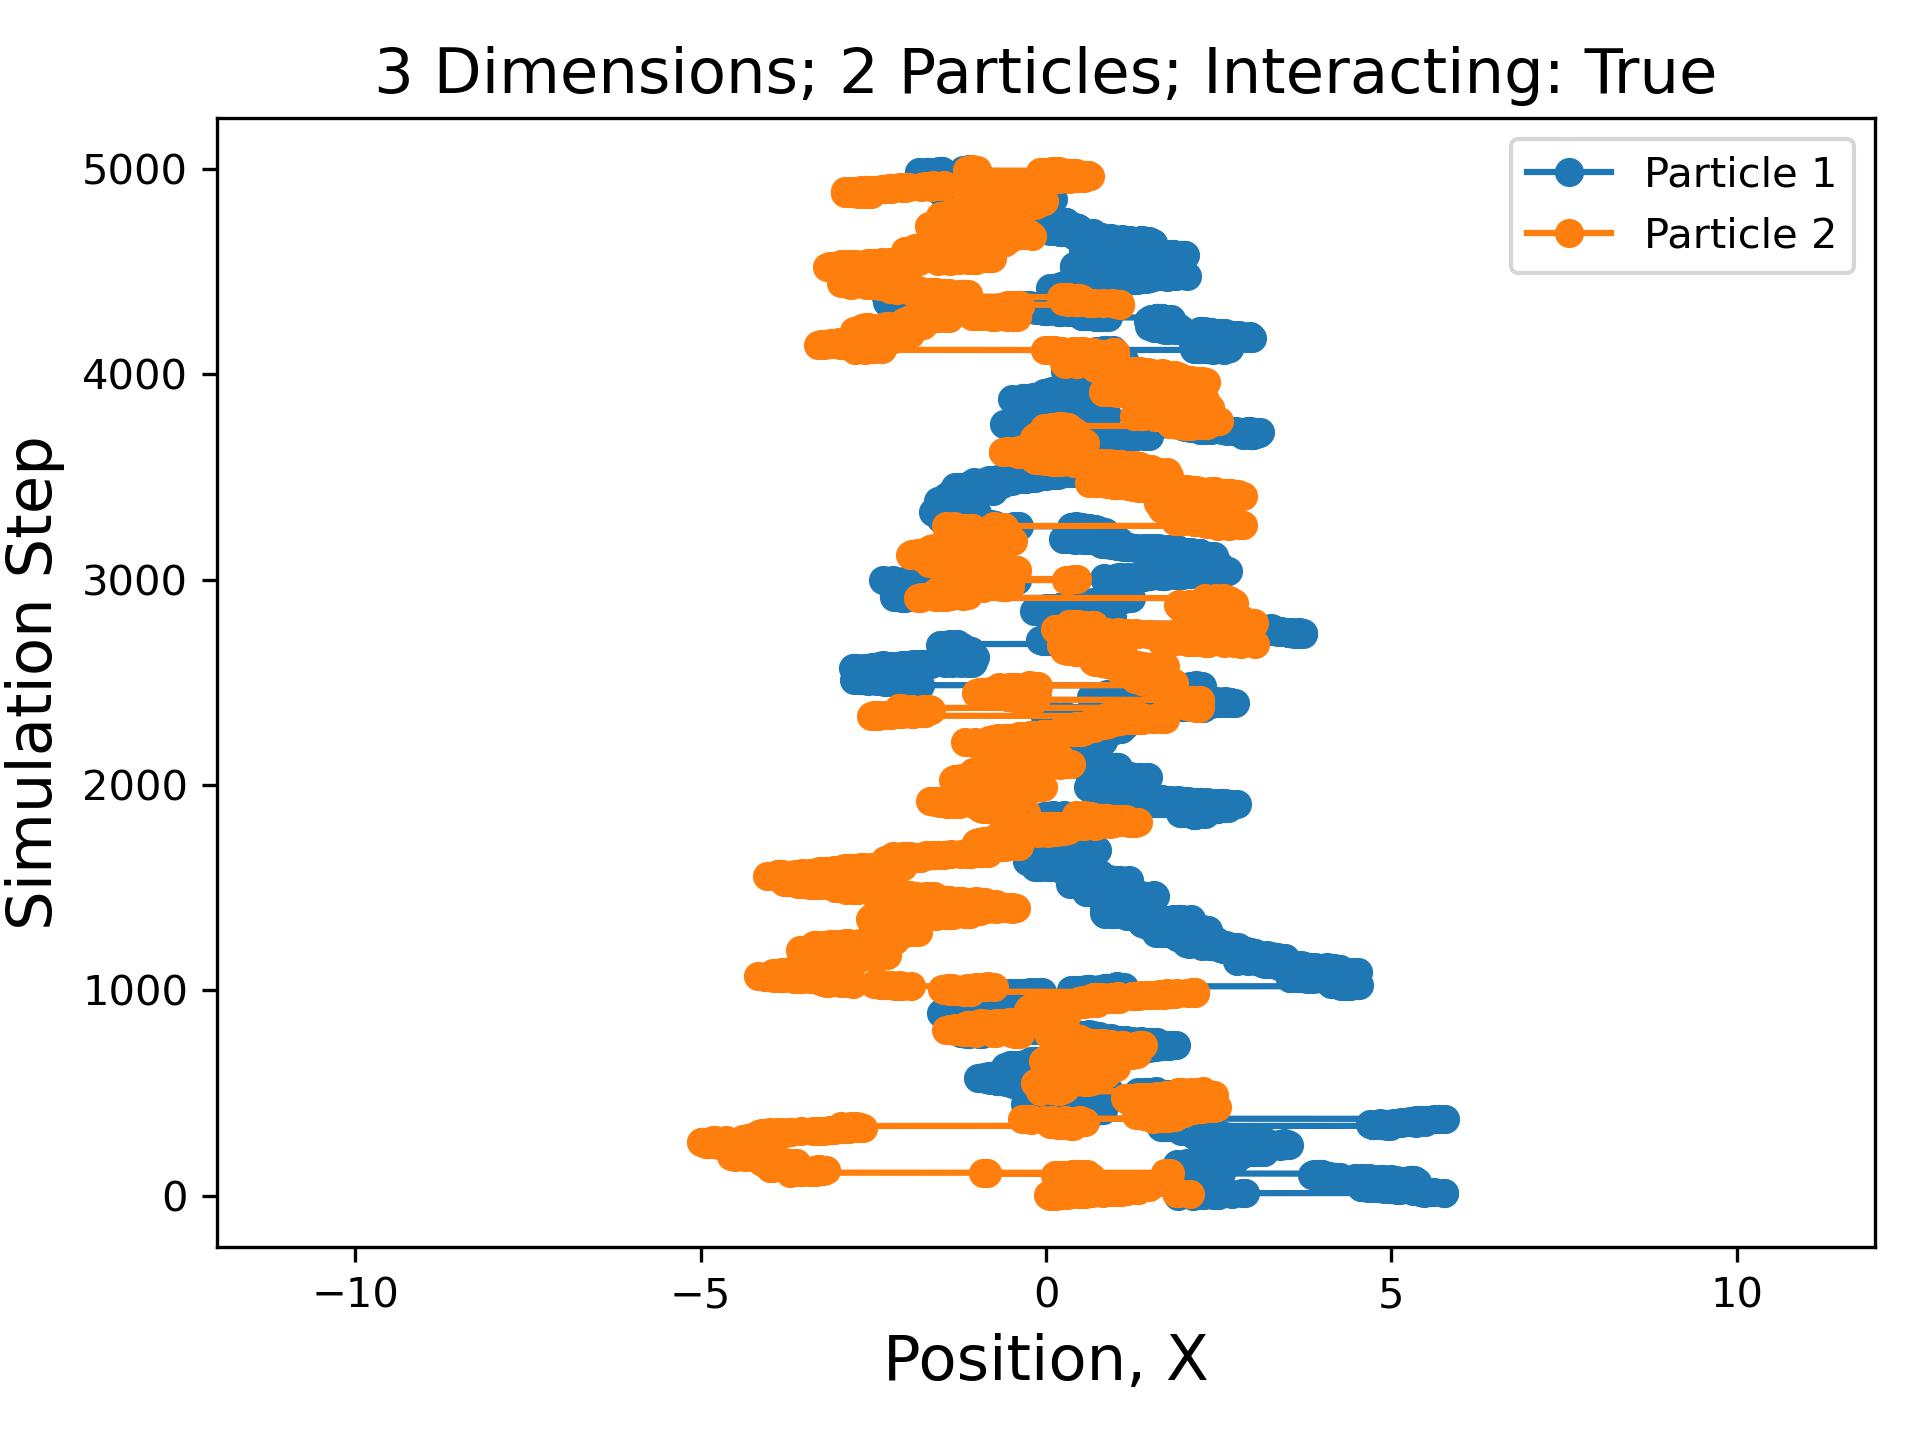 3 Dimensions; 2 Particles; Interacting: True
Particle 1
Particle 2
Simulation Step
5000
4000
3000
2000
1000
0
−10
−5
0
5
10
Position, X